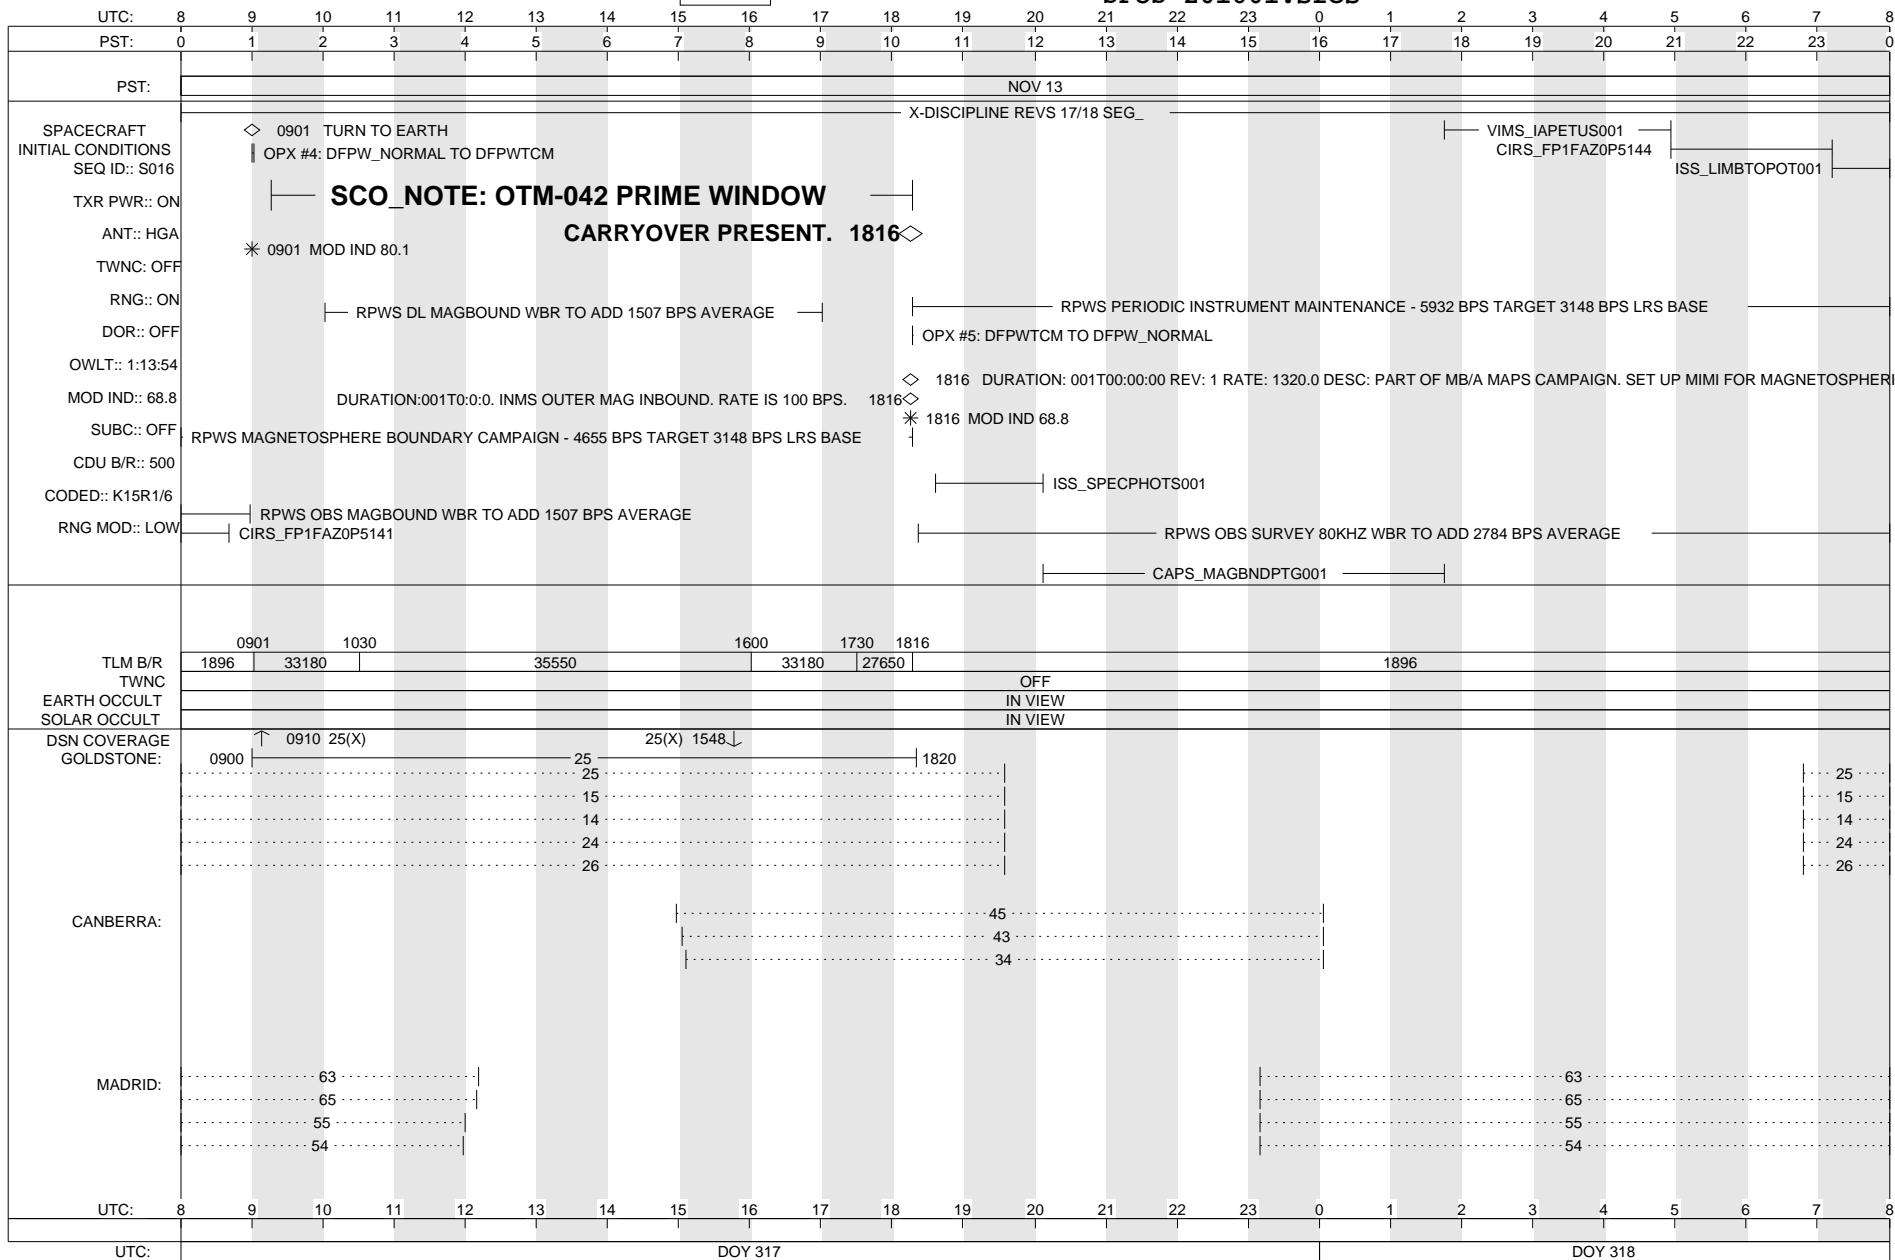 UTC: 8 9 10 11 12 13 14 15 16 17 18 19 20 21 22 23 0 1 2 3 4 5 6 7 8
PST: 0 1 2 3 4 5 6 7 8 9 10 11 12 13 14 15 16 17 18 19 20 21 22 23 0
PST: NOV 13
X-DISCIPLINE REVS 17/18 SEG_
SPACECRAFT
INITIAL CONDITIONS
SEQ ID:: S016
TXR PWR:: ON
ANT:: HGA
TWNC: OFF
RNG:: ON
DOR:: OFF
OWLT:: 1:13:54
MOD IND:: 68.8
SUBC:: OFF
CDU B/R:: 500
CODED:: K15R1/6
RNG MOD:: LOW
0901 TURN TO EARTH
VIMS_IAPETUS001
OPX #4: DFPW_NORMAL TO DFPWTCM
CIRS_FP1FAZ0P5144
ISS_LIMBTOPOT001
SCO_NOTE: OTM-042 PRIME WINDOW
CARRYOVER PRESENT. 1816
0901 MOD IND 80.1
RPWS DL MAGBOUND WBR TO ADD 1507 BPS AVERAGE
RPWS PERIODIC INSTRUMENT MAINTENANCE - 5932 BPS TARGET 3148 BPS LRS BASE
OPX #5: DFPWTCM TO DFPW_NORMAL
1816 DURATION: 001T00:00:00 REV: 1 RATE: 1320.0 DESC: PART OF MB/A MAPS CAMPAIGN. SET UP MIMI FOR MAGNETOSPHERI
DURATION:001T0:0:0. INMS OUTER MAG INBOUND. RATE IS 100 BPS. 1816
1816 MOD IND 68.8
RPWS MAGNETOSPHERE BOUNDARY CAMPAIGN - 4655 BPS TARGET 3148 BPS LRS BASE
ISS_SPECPHOTS001
RPWS OBS MAGBOUND WBR TO ADD 1507 BPS AVERAGE
CIRS_FP1FAZ0P5141
RPWS OBS SURVEY 80KHZ WBR TO ADD 2784 BPS AVERAGE
CAPS_MAGBNDPTG001
0901 1030 1600 1730 1816
TLM B/R 1896 33180 35550 33180 27650 1896
TWNC OFF
EARTH OCCULT IN VIEW
SOLAR OCCULT IN VIEW
DSN COVERAGE 0910 25(X) 25(X) 1548
GOLDSTONE: 0900 25 1820
25 25
15 15
14 14
24 24
26 26
CANBERRA: 45
43
34
MADRID: 63 63
65 65
55 55
54 54
UTC: 8 9 10 11 12 13 14 15 16 17 18 19 20 21 22 23 0 1 2 3 4 5 6 7 8
UTC: DOY 317 DOY 318